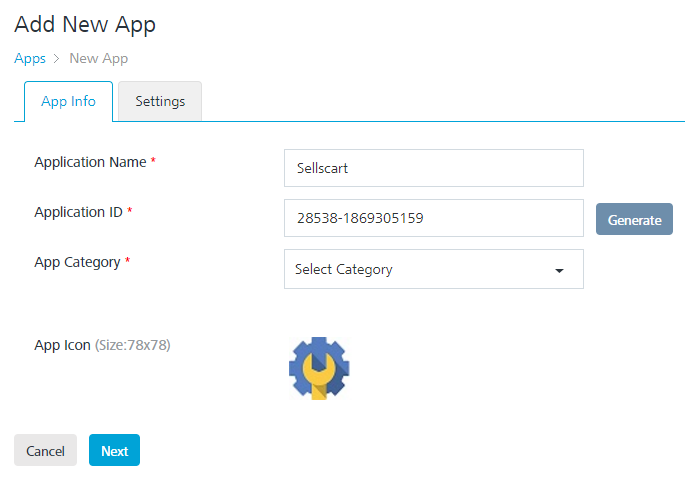 Add New App
Apps > New App
App Info Settings
Application Name *
Sellscart
Application ID *
28538-1869305159
Generate
App Category *
Select Category
App Icon (Size:78x78)
Cancel Next